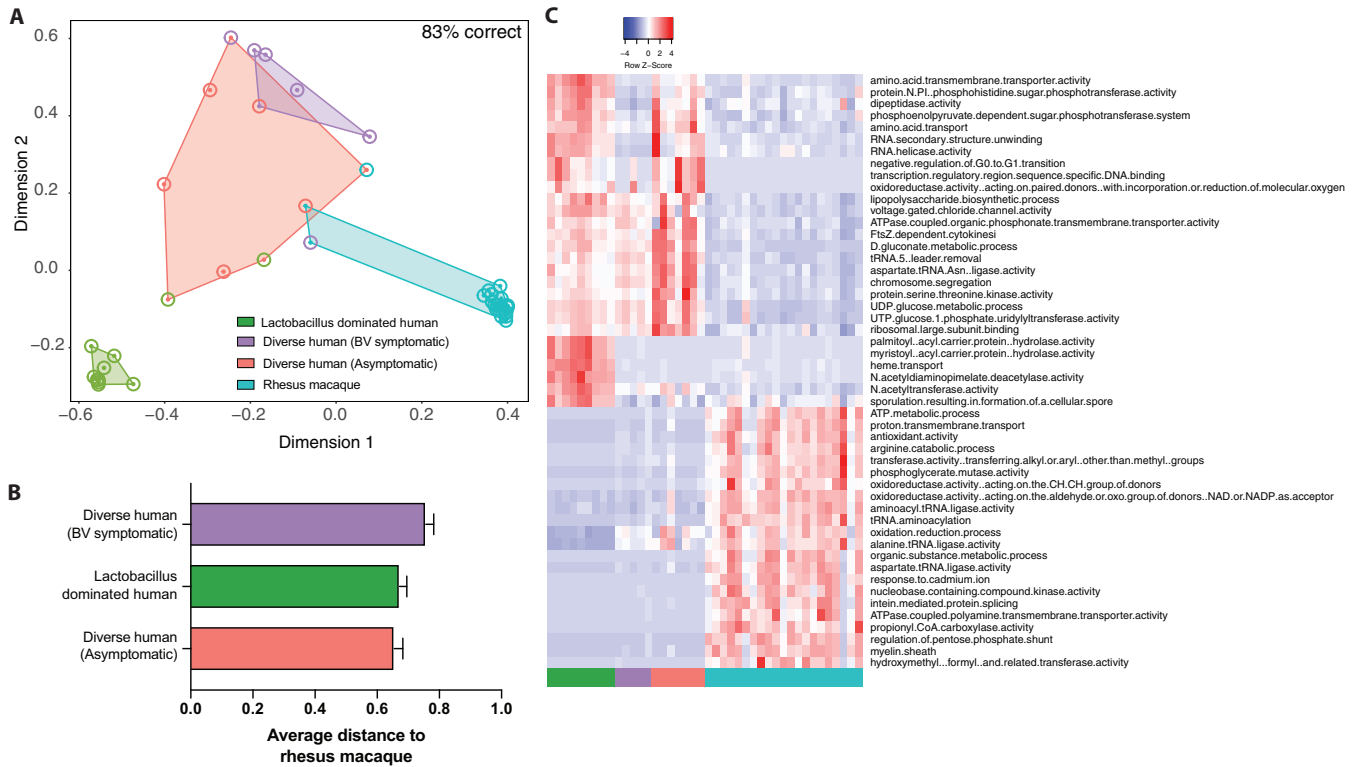 A
83% correct
Dimension 2
0.6
0.4
0.2
0.0
−0.2
−0.6
−0.4
−0.2
0.0
0.2
0.4
Dimension 1
Lactobacillus dominated human
Diverse human (BV symptomatic)
Diverse human (Asymptomatic)
Rhesus macaque
B
Diverse human
(BV symptomatic)
Lactobacillus
dominated human
Diverse human
(Asymptomatic)
0.0
0.2
0.4
0.6
0.8
1.0
Average distance to
rhesus macaque
C
−4
0
2
4
Row Z-Score
amino.acid.transmembrane.transporter.activity
protein.N.PI..phosphohistidine.sugar.phosphotransferase.activity
dipeptidase.activity
phosphoenolpyruvate.dependent.sugar.phosphotransferase.system
amino.acid.transport
RNA.secondary.structure.unwinding
RNA.helicase.activity
negative.regulation.of.G0.to.G1.transition
transcription.regulatory.region.sequence.specific.DNA.binding
oxidoreductase.activity..acting.on.paired.donors..with.incorporation.or.reduction.of.molecular.oxygen
lipopolysaccharide.biosynthetic.process
voltage.gated.chloride.channel.activity
ATPase.coupled.organic.phosphonate.transmembrane.transporter.activity
FtsZ.dependent.cytokinesi
D.gluconate.metabolic.process
tRNA.5..leader.removal
aspartate.tRNA.Asn..ligase.activity
chromosome.segregation
protein.serine.threonine.kinase.activity
UDP.glucose.metabolic.process
UTP.glucose.1.phosphate.uridylyltransferase.activity
ribosomal.large.subunit.binding
palmitoyl..acyl.carrier.protein..hydrolase.activity
myristoyl..acyl.carrier.protein..hydrolase.activity
heme.transport
N.acetyldiaminopimelate.deacetylase.activity
N.acetyltransferase.activity
sporulation.resulting.in.formation.of.a.cellular.spore
ATP.metabolic.process
proton.transmembrane.transport
antioxidant.activity
arginine.catabolic.process
transferase.activity..transferring.alkyl.or.aryl..other.than.methyl..groups
phosphoglycerate.mutase.activity
oxidoreductase.activity..acting.on.the.CH.CH.group.of.donors
oxidoreductase.activity..acting.on.the.aldehyde.or.oxo.group.of.donors..NAD.or.NADP.as.acceptor
aminoacyl.tRNA.ligase.activity
tRNA.aminoacylation
oxidation.reduction.process
alanine.tRNA.ligase.activity
organic.substance.metabolic.process
aspartate.tRNA.ligase.activity
response.to.cadmium.ion
nucleobase.containing.compound.kinase.activity
intein.mediated.protein.splicing
ATPase.coupled.polyamine.transmembrane.transporter.activity
propionyl.CoA.carboxylase.activity
regulation.of.pentose.phosphate.shunt
myelin.sheath
hydroxymethyl...formyl..and.related.transferase.activity